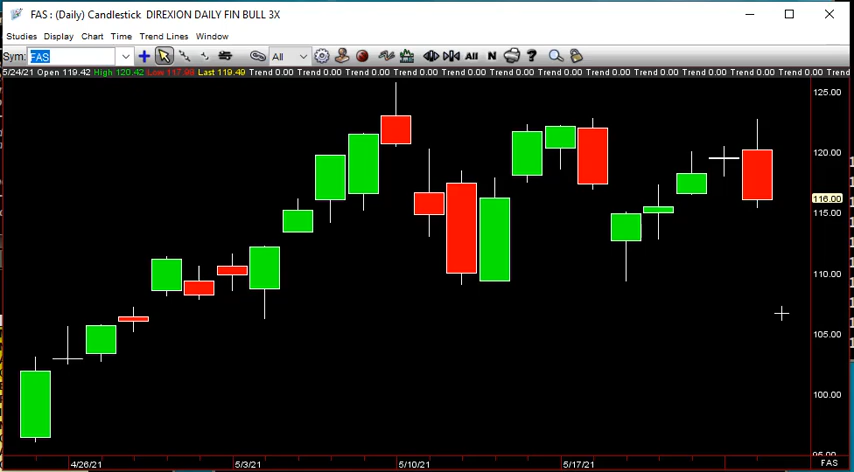 FAS : (Daily) Candlestick DIREXION DAILY FIN BULL 3X
Studies Display Chart Time Trend Lines Window
Sym: FAS All All N ?
5/24/21 Open 119.42 High 120.42 Low 117.99 Last 119.49 Trend 0.00 Trend 0.00 Trend 0.00 Trend 0.00 Trend 0.00 Trend 0.00 Trend 0.00 Trend 0.00 Trend 0.00 Trend 0.00 Trend 0.00 Trend
125.00
120.00
116.00
115.00
110.00
105.00
100.00
95.00
4/26/21 5/3/21 5/10/21 5/17/21 FAS